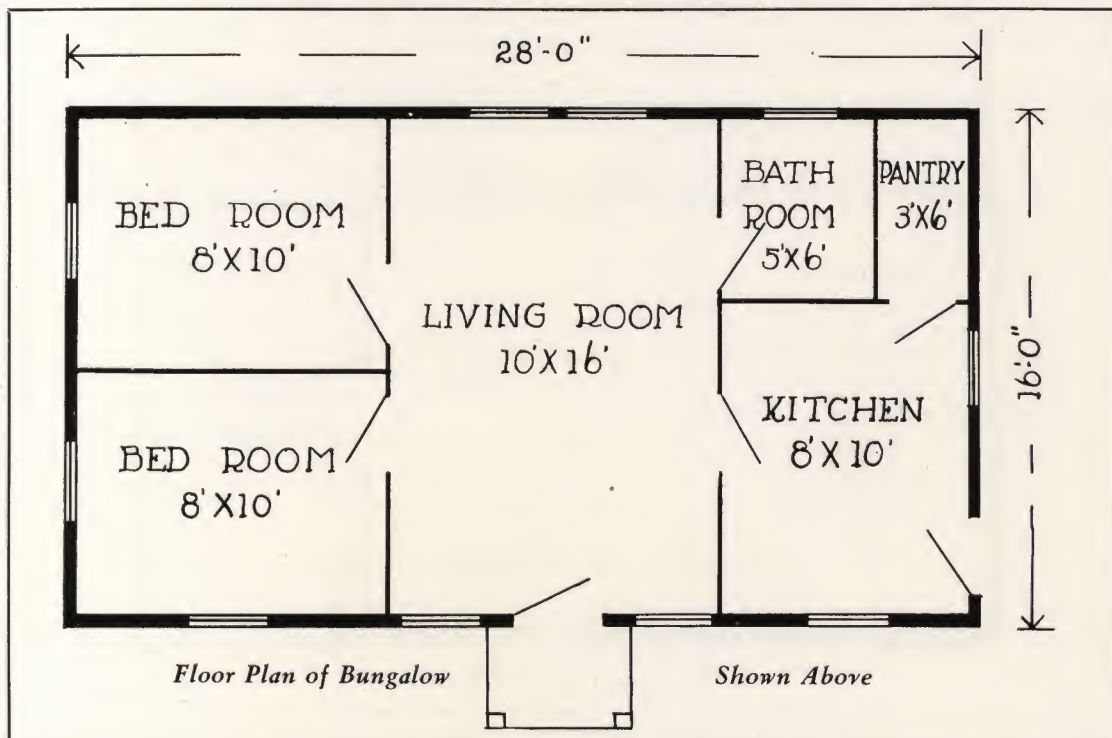 28'-0"
BED ROOM
8'X10'
LIVING ROOM
10'X16'
BATH
ROOM
5'X6'
PANTRY
3'X6'
16'-0"
KITCHEN
8'X10'
BED ROOM
8'X10'
Floor Plan of Bungalow
Shown Above